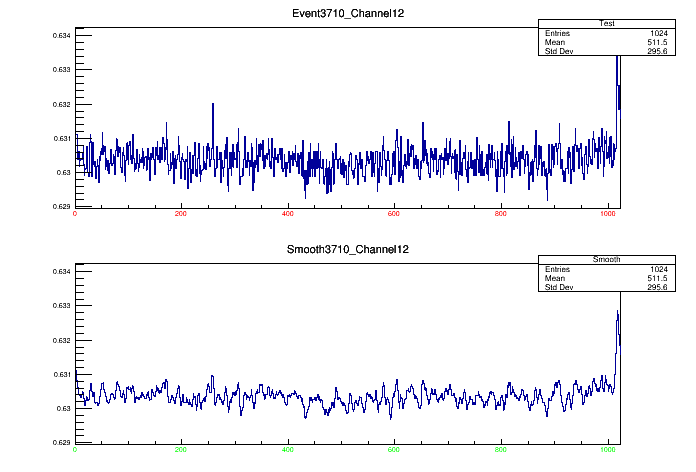 Event3710_Channel12
Test
Entries 1024
Mean 511.5
Std Dev 295.6
0.634
0.633
0.632
0.631
0.63
0.629
0 200 400 600 800 1000
Smooth3710_Channel12
Smooth
Entries 1024
Mean 511.5
Std Dev 295.6
0.634
0.633
0.632
0.631
0.63
0.629
0 200 400 600 800 1000